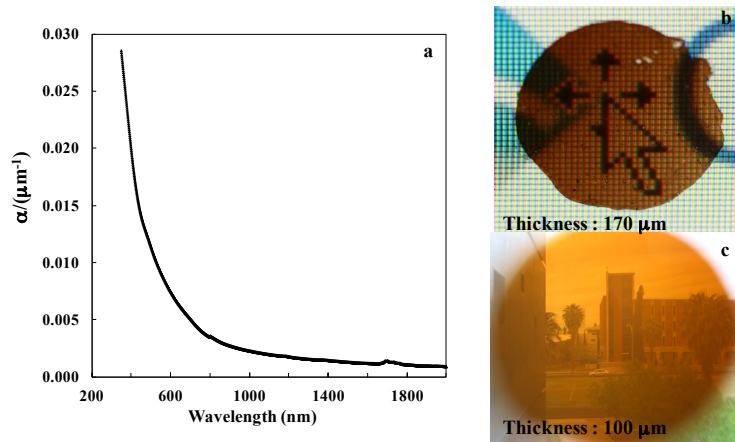 0.030
0.025
0.020
0.015
0.010
0.005
0.000
α/(μm⁻¹)
a
200 600 1000 1400 1800
Wavelength (nm)
b
Thickness : 170 μm
c
Thickness : 100 μm